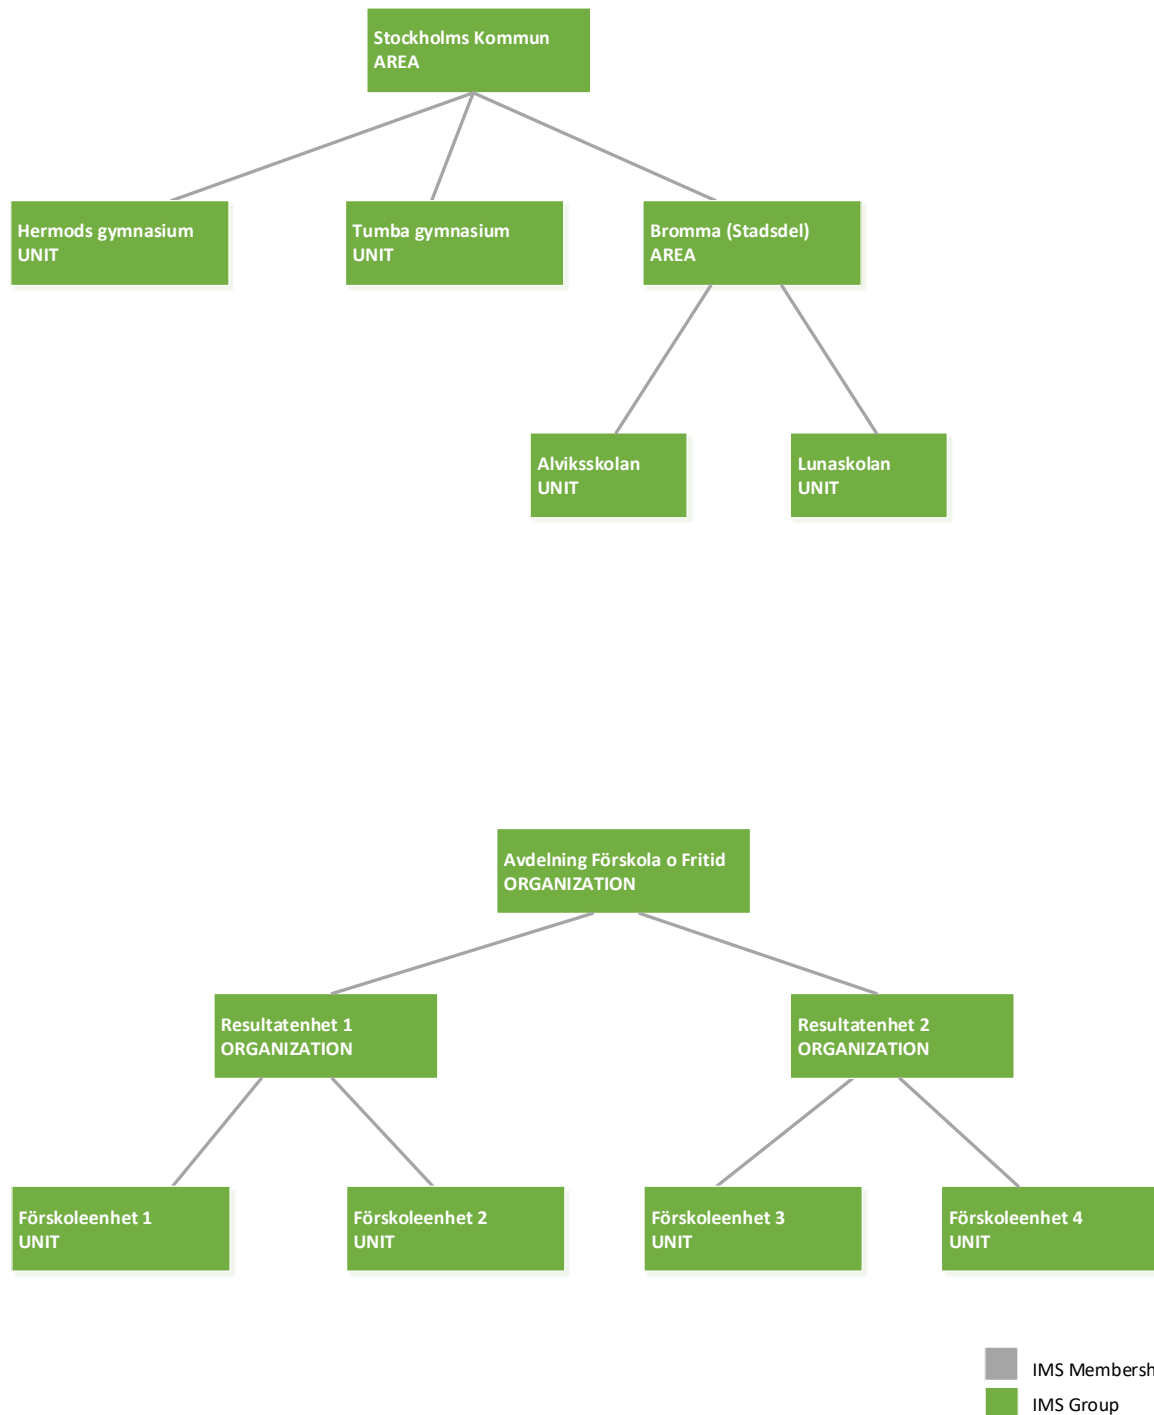 Stockholms Kommun
AREA
Hermods gymnasium
UNIT
Tumba gymnasium
UNIT
Bromma (Stadsdel)
AREA
Alviksskolan
UNIT
Lunaskolan
UNIT
Avdelning Förskola o Fritid
ORGANIZATION
Resultatenhet 1
ORGANIZATION
Resultatenhet 2
ORGANIZATION
Förskoleenhet 1
UNIT
Förskoleenhet 2
UNIT
Förskoleenhet 3
UNIT
Förskoleenhet 4
UNIT
IMS Membersh
IMS Group